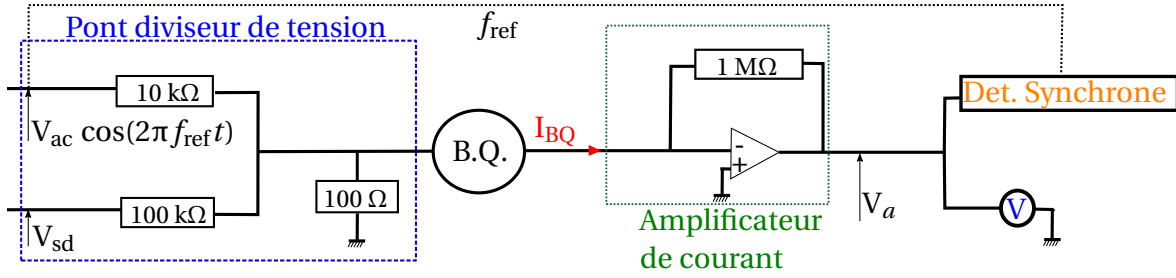 Pont diviseur de tension
f_ref
1 MΩ
Det. Synchrone
10 kΩ
V_ac cos(2π f_ref t)
I_BQ
B.Q.
-
+
100 Ω
100 kΩ
V_sd
V_a
V
Amplificateur
de courant